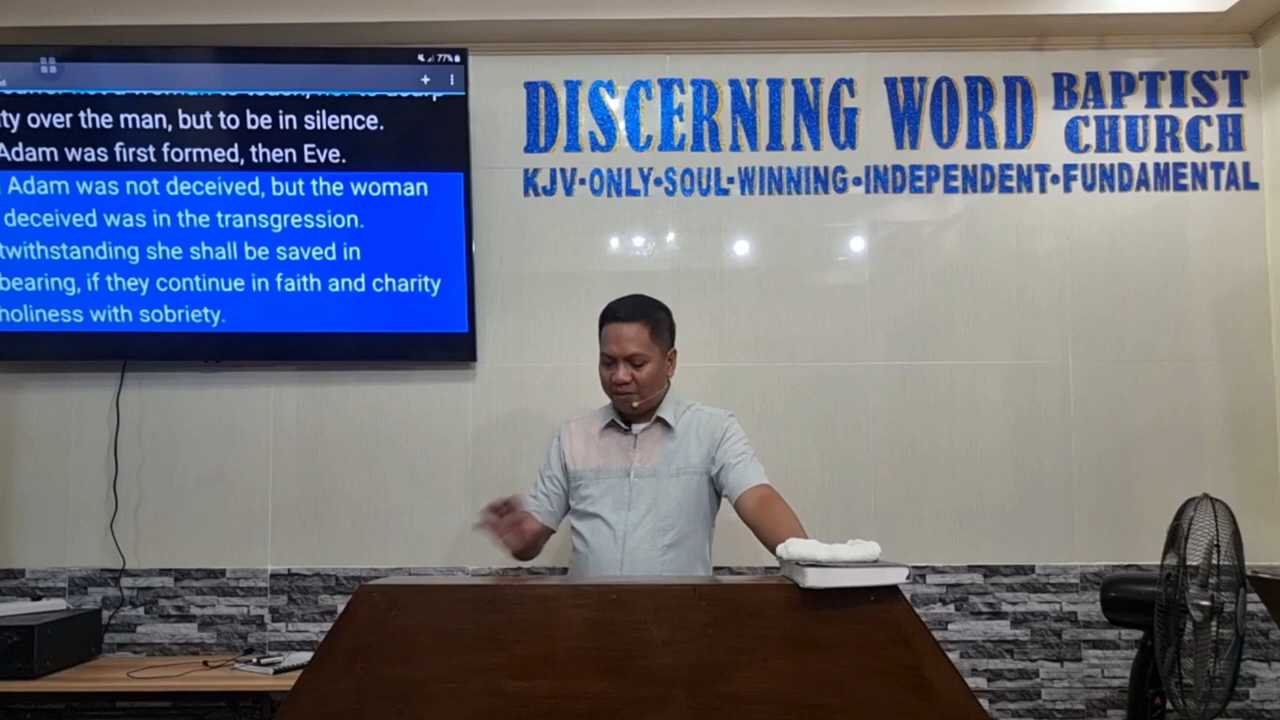 77%
ty over the man, but to be in silence.
Adam was first formed, then Eve.
Adam was not deceived, but the woman
deceived was in the transgression.
twithstanding she shall be saved in
bearing, if they continue in faith and charity
holiness with sobriety.
DISCERNING WORD BAPTIST CHURCH
KJV-ONLY•SOUL-WINNING•INDEPENDENT•FUNDAMENTAL